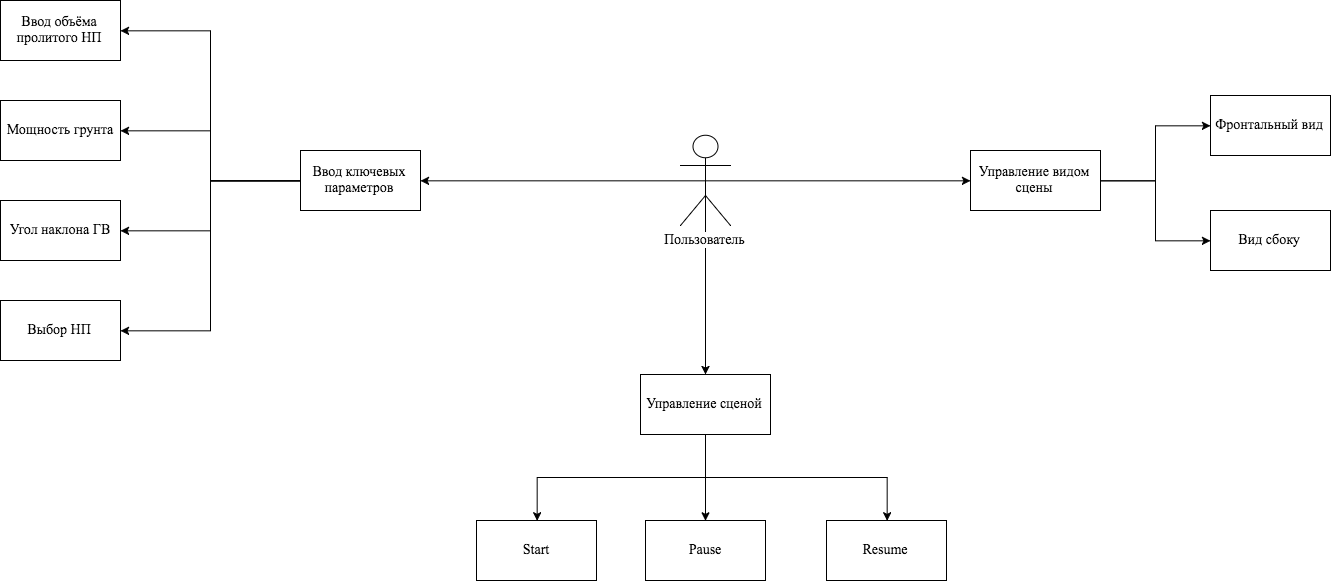 Ввод объёма
пролитого НП
Мощность грунта
Угол наклона ГВ
Выбор НП
Ввод ключевых
параметров
Пользователь
Управление видом
сцены
Фронтальный вид
Вид сбоку
Управление сценой
Start
Pause
Resume